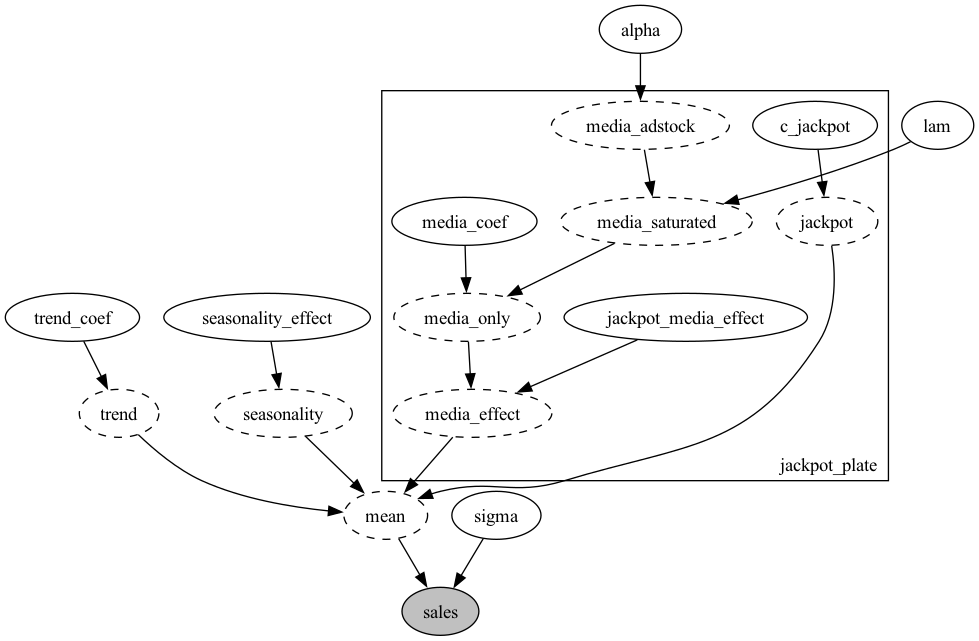 alpha
media_adstock
c_jackpot
lam
media_coef
media_saturated
jackpot
trend_coef
seasonality_effect
media_only
jackpot_media_effect
trend
seasonality
media_effect
jackpot_plate
mean
sigma
sales